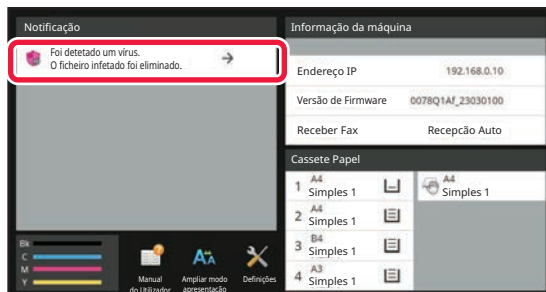 Notificação
Foi detetado um vírus.
O ficheiro infetado foi eliminado.
Bk
C
M
Y
Manual
do Utilizador
Ampliar modo
apresentação
Definições
Informação da máquina
Endereço IP 192.168.0.10
Versão de Firmware 0078Q1Af_23030100
Receber Fax Recepcão Auto
Cassete Papel
1 A4
Simples 1
2 A4
Simples 1
3 B4
Simples 1
4 A3
Simples 1
A4
Simples 1